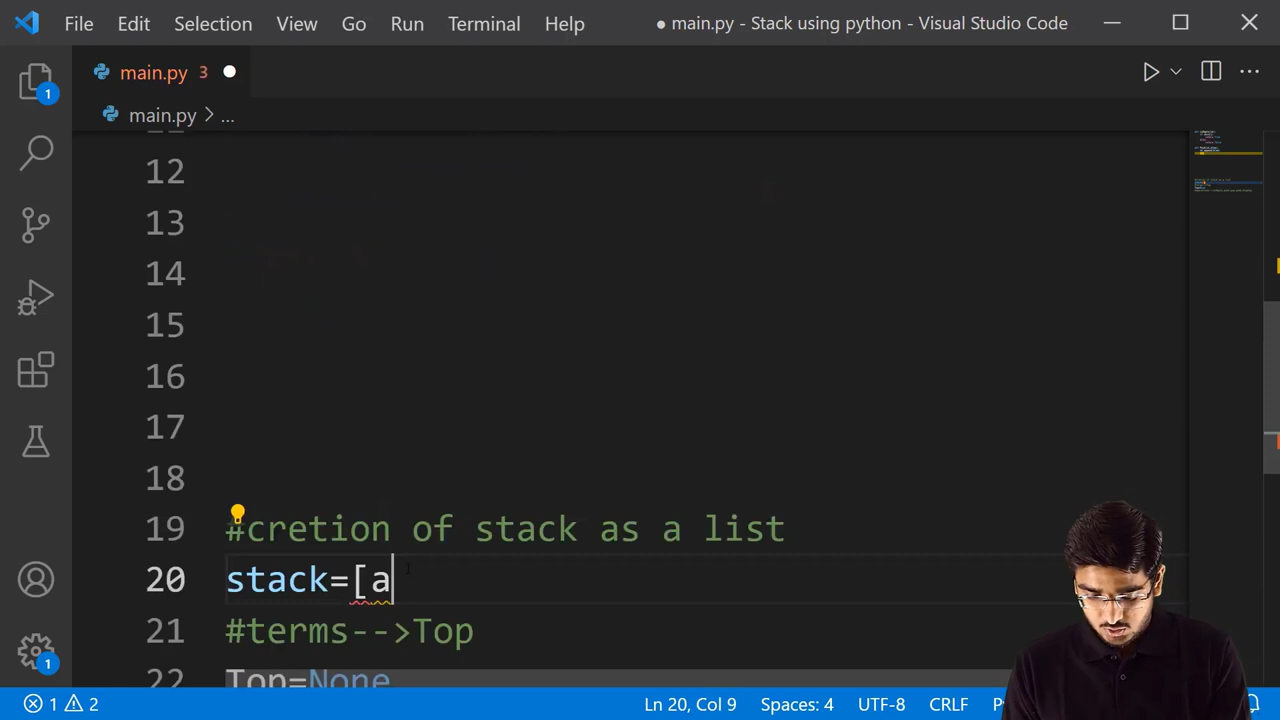 File Edit Selection View Go Run Terminal Help ● main.py - Stack using python - Visual Studio Code
main.py 3
1
main.py > ...
12
13
14
15
16
17
18
19 #cretion of stack as a list
20 stack=[a
21 #terms-->Top
22 Top=None
1
1 2 Ln 20, Col 9 Spaces: 4 UTF-8 CRLF